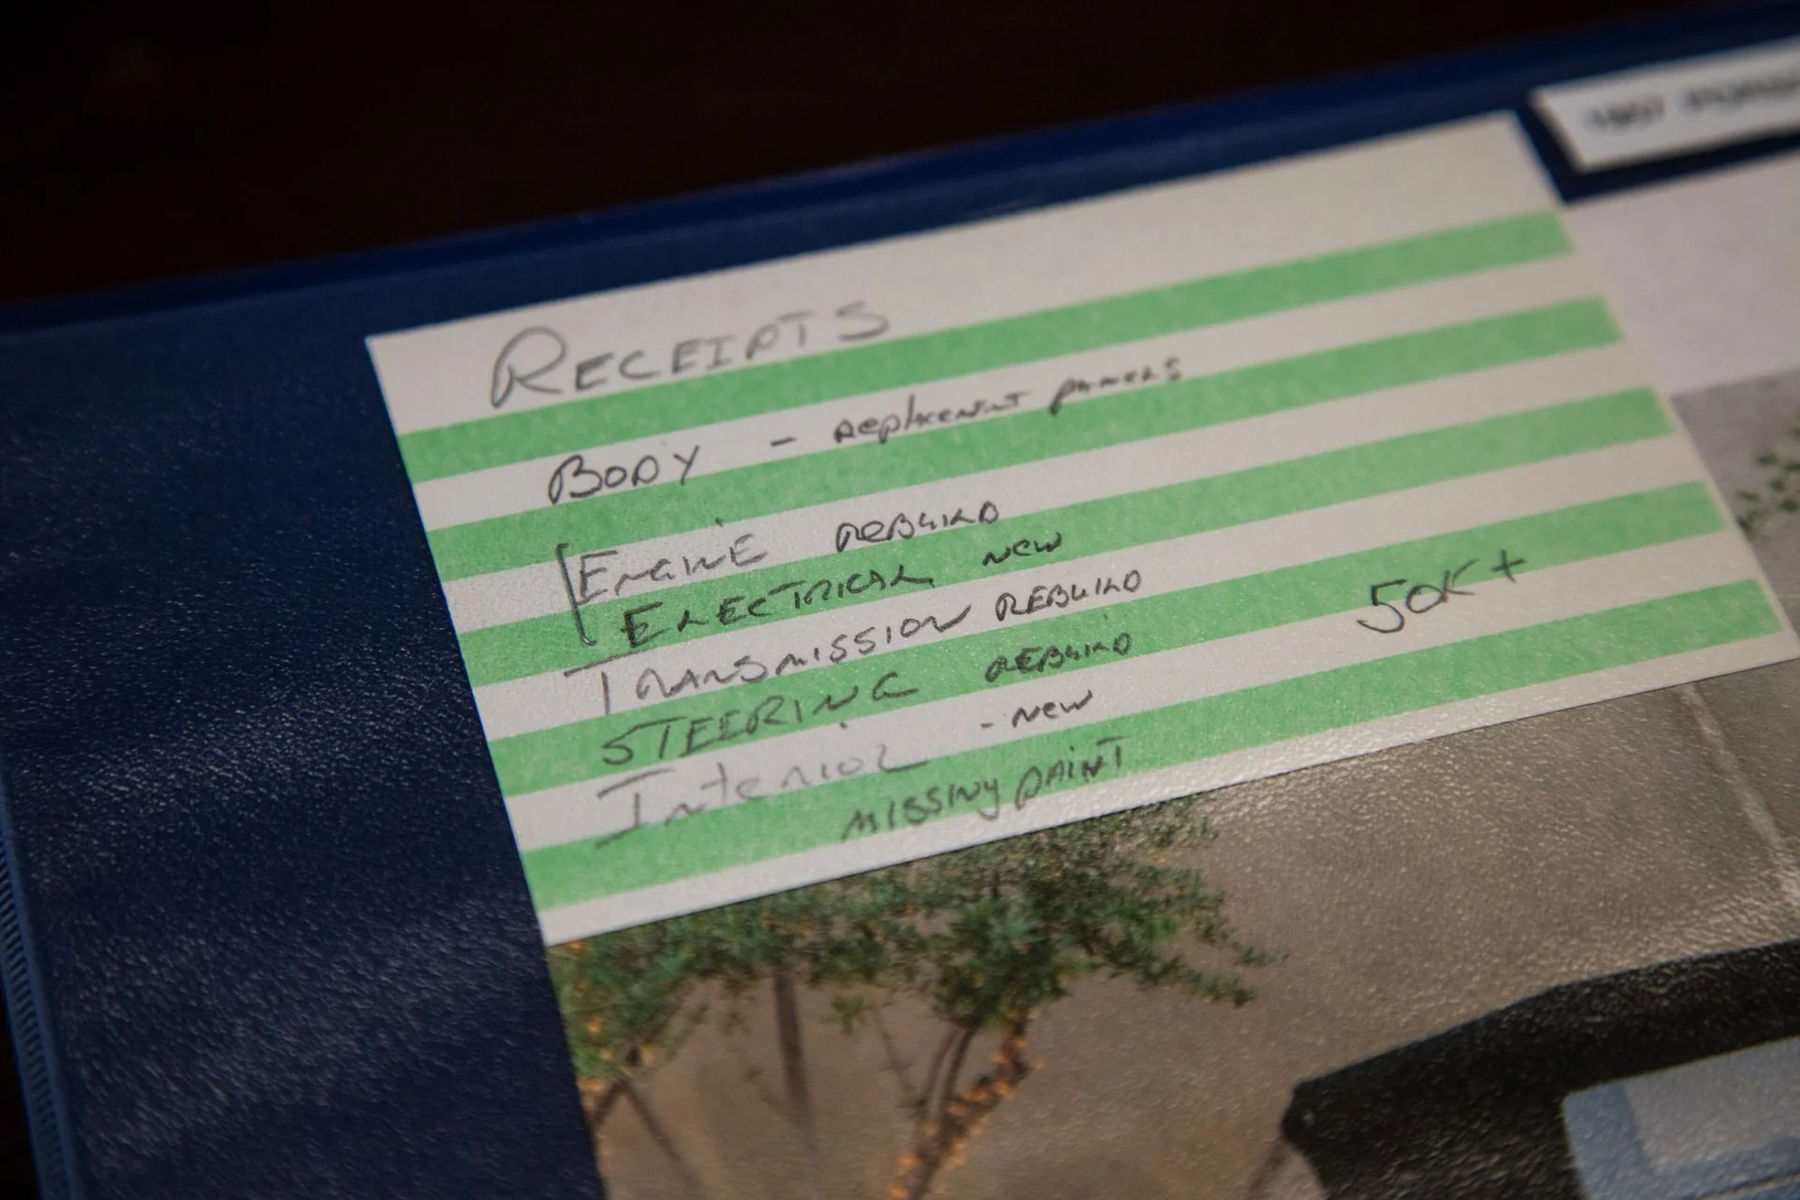 RECEIPTS
BODY - replacement panels
[ENGINE REBUILD
ELECTRICAL new
TRANSMISSION REBUILD
STEERING REBUILD
50K+
Interior - new
missing paint